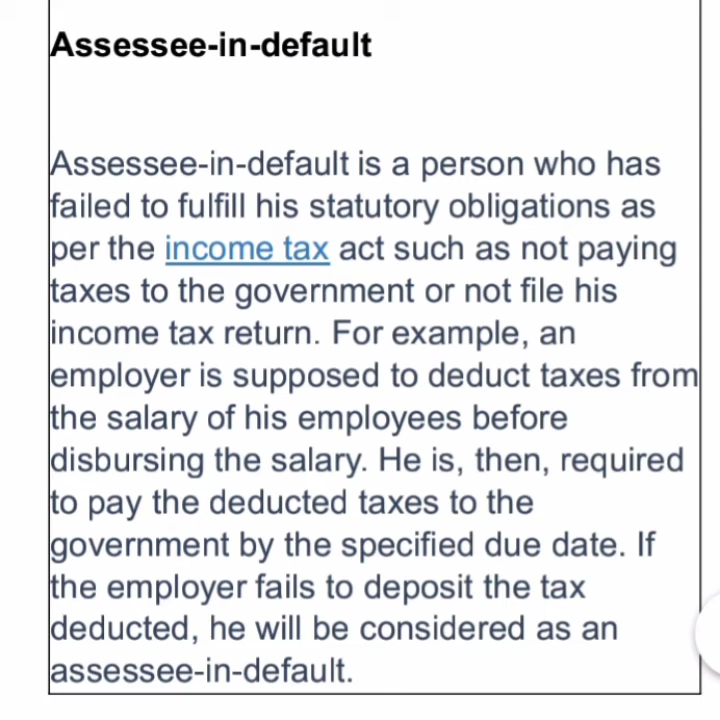 Assessee-in-default
Assessee-in-default is a person who has
failed to fulfill his statutory obligations as
per the income tax act such as not paying
taxes to the government or not file his
income tax return. For example, an
employer is supposed to deduct taxes from
the salary of his employees before
disbursing the salary. He is, then, required
to pay the deducted taxes to the
government by the specified due date. If
the employer fails to deposit the tax
deducted, he will be considered as an
assessee-in-default.